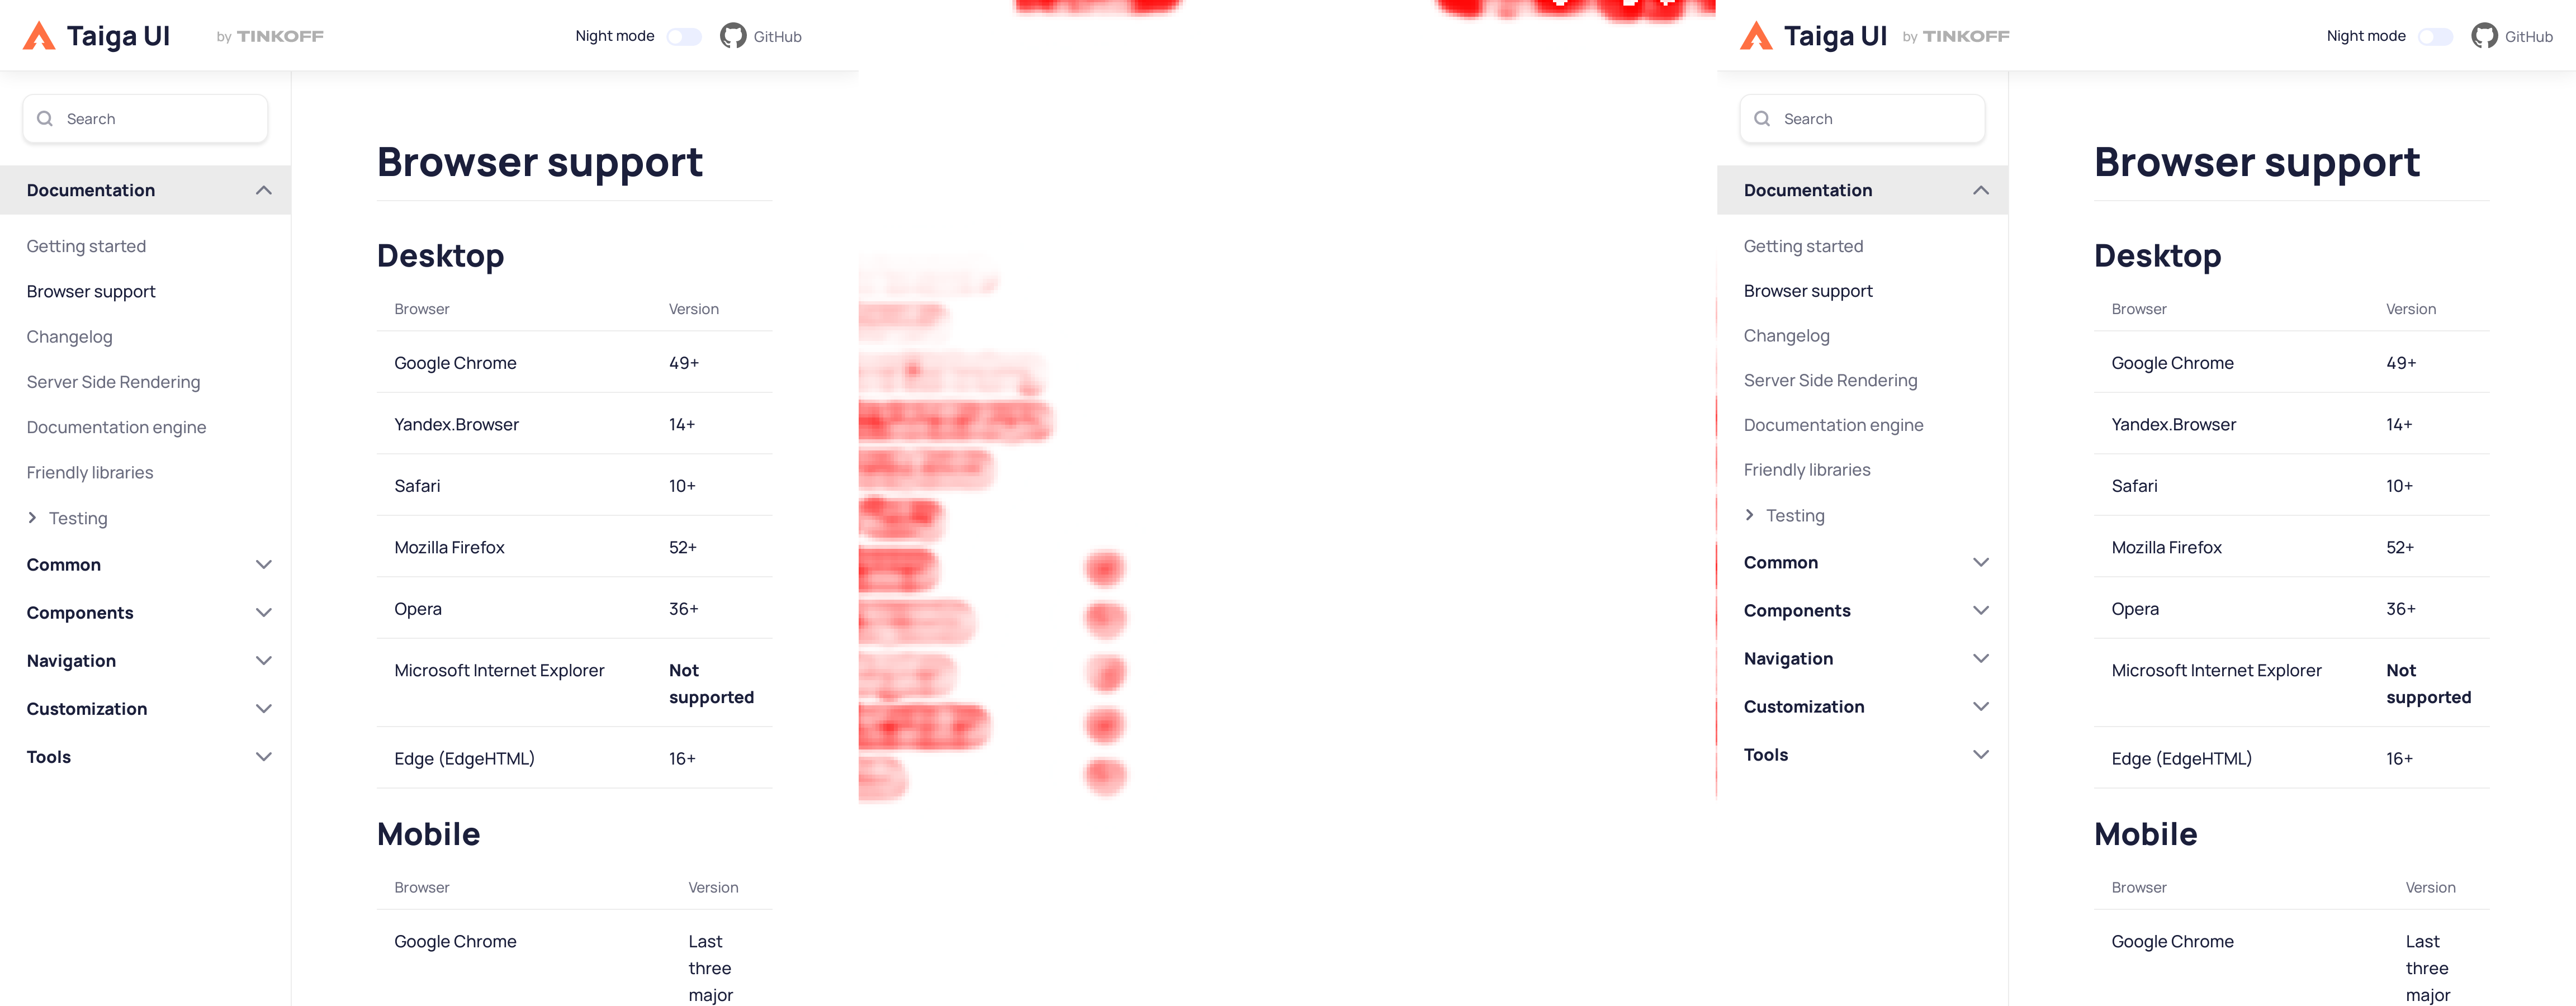 Taiga UI by TINKOFF Night mode GitHub
Search
Documentation
Getting started
Browser support
Changelog
Server Side Rendering
Documentation engine
Friendly libraries
Testing
Common
Components
Navigation
Customization
Tools
Browser support
Desktop
Browser Version
Google Chrome 49+
Yandex.Browser 14+
Safari 10+
Mozilla Firefox 52+
Opera 36+
Microsoft Internet Explorer Not
supported
Edge (EdgeHTML) 16+
Mobile
Browser Version
Google Chrome Last
three
major
Taiga UI by TINKOFF Night mode GitHub
Search
Documentation
Getting started
Browser support
Changelog
Server Side Rendering
Documentation engine
Friendly libraries
Testing
Common
Components
Navigation
Customization
Tools
Browser support
Desktop
Browser Version
Google Chrome 49+
Yandex.Browser 14+
Safari 10+
Mozilla Firefox 52+
Opera 36+
Microsoft Internet Explorer Not
supported
Edge (EdgeHTML) 16+
Mobile
Browser Version
Google Chrome Last
three
major